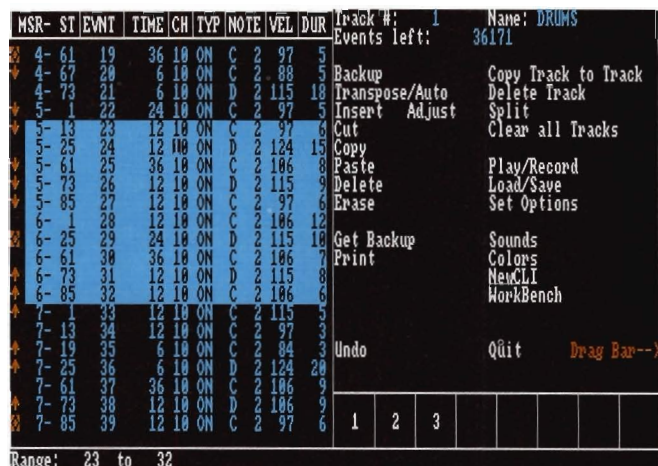 MSR- ST EVNT TIME CH TYP NOTE VEL DUR
4- 61 19 36 10 ON C 2 97 5
4- 67 20 6 10 ON C 2 88 5
4- 73 21 6 10 ON D 2 115 18
5- 1 22 24 10 ON C 2 97 5
5- 13 23 12 10 ON C 2 97 6
5- 25 24 12 10 ON D 2 124 15
5- 61 25 36 10 ON C 2 106 8
5- 73 26 12 10 ON D 2 115 9
5- 85 27 12 10 ON C 2 97 6
6- 1 28 12 10 ON C 2 106 12
6- 25 29 24 10 ON D 2 115 10
6- 61 30 36 10 ON C 2 106 7
6- 73 31 12 10 ON D 2 115 8
6- 85 32 12 10 ON C 2 106 6
7- 1 33 12 10 ON C 2 115 5
7- 13 34 12 10 ON C 2 97 3
7- 19 35 6 10 ON C 2 84 3
7- 25 36 6 10 ON D 2 124 20
7- 61 37 36 10 ON C 2 106 9
7- 73 38 12 10 ON D 2 106 9
7- 85 39 12 10 ON C 2 97 6
Range: 23 to 32
Track #: 1 Name: DRUMS
Events left: 36171
Backup Copy Track to Track
Transpose/Auto Delete Track
Insert Adjust Split
Cut Clear all Tracks
Copy
Paste Play/Record
Delete Load/Save
Erase Set Options
Get Backup Sounds
Print Colors
NewCLI
WorkBench
Undo Quit Drag Bar-->
1 2 3